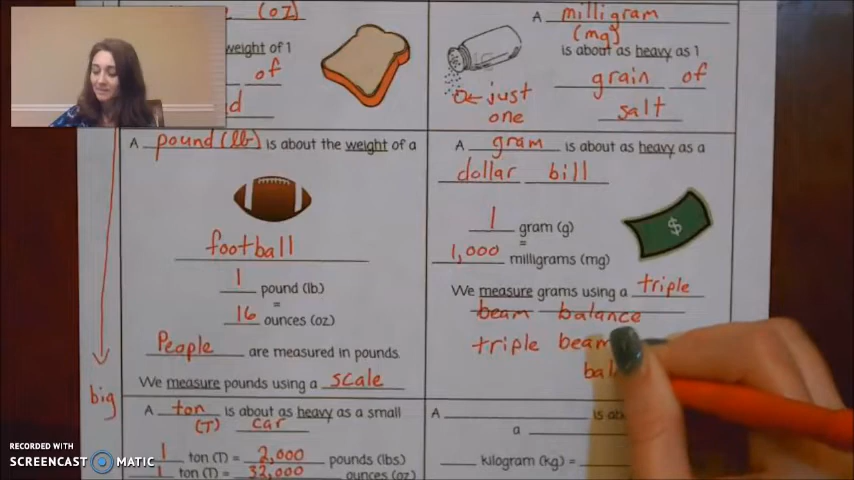 (oz)
weight of 1
of
A milligram
(mg)
is about as heavy as 1
grain of
salt
just
one
A pound (lb) is about the weight of a
football
1 pound (lb)
=
16 ounces (oz)
People are measured in pounds.
We measure pounds using a scale
A gram is about as heavy as a
dollar bill
$
1 gram (g)
=
1,000 milligrams (mg)
We measure grams using a triple
beam balance
triple beam
big
A ton is about as heavy as a small
(T) car
1 ton (T) = 2,000 pounds (lbs)
1 ton (T) = 32,000 ounces (oz)
A is
a
kilogram (kg) =
RECORDED WITH
SCREENCAST MATIC